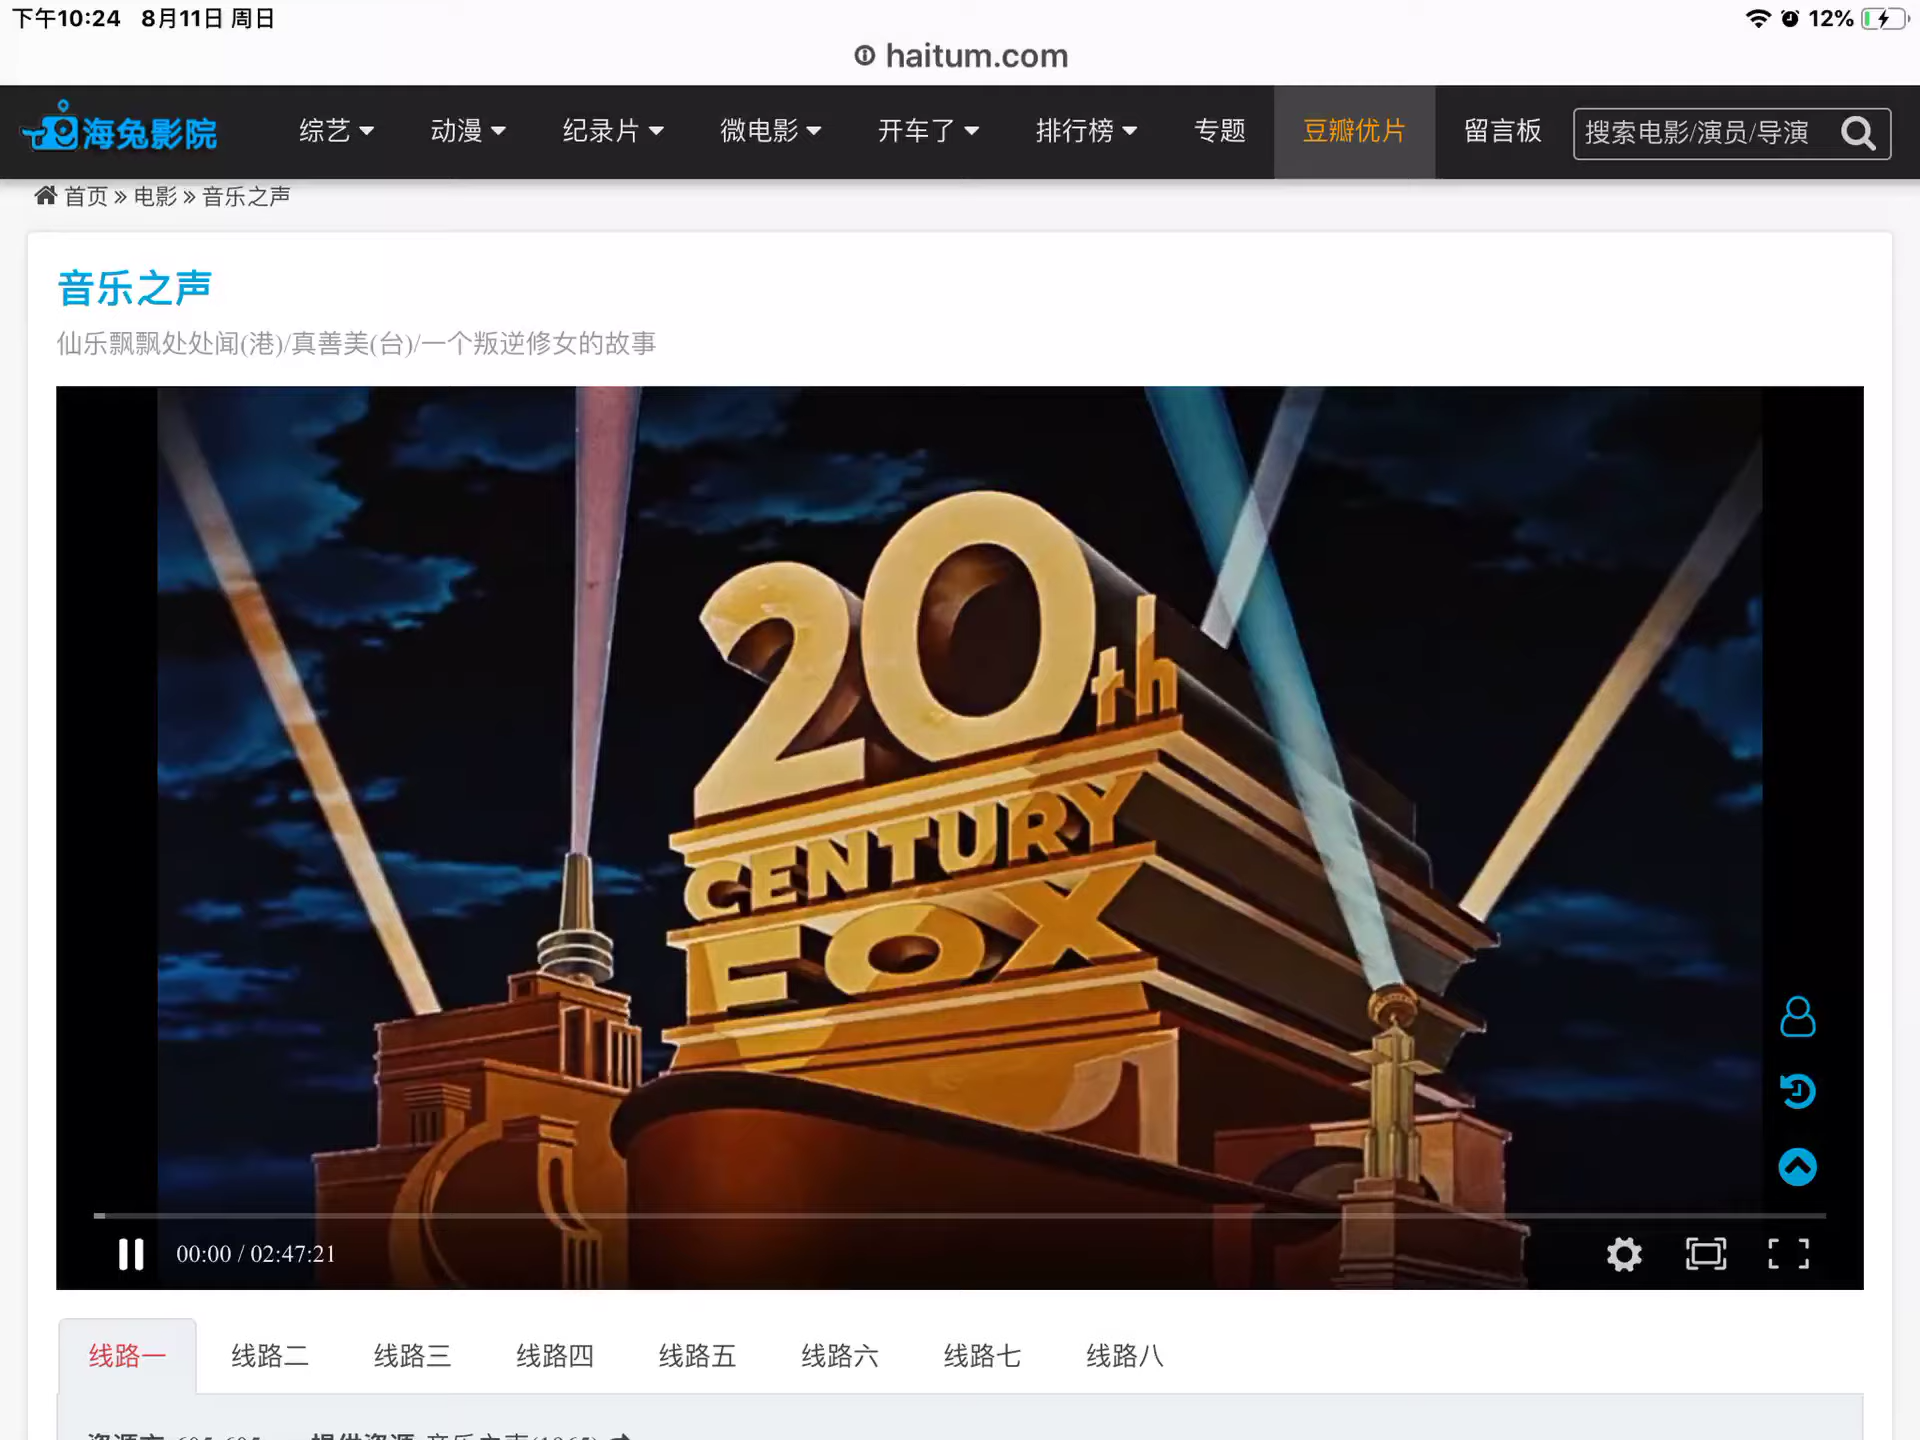 下午10:24 8月11日 周日
12%
haitum.com
海兔影院 综艺 动漫 纪录片 微电影 开车了 排行榜 专题 豆瓣优片 留言板 搜索电影/演员/导演
首页 » 电影 » 音乐之声
音乐之声
仙乐飘飘处处闻(港)/真善美(台)/一个叛逆修女的故事
20th
CENTURY
FOX
00:00 / 02:47:21
线路一 线路二 线路三 线路四 线路五 线路六 线路七 线路八